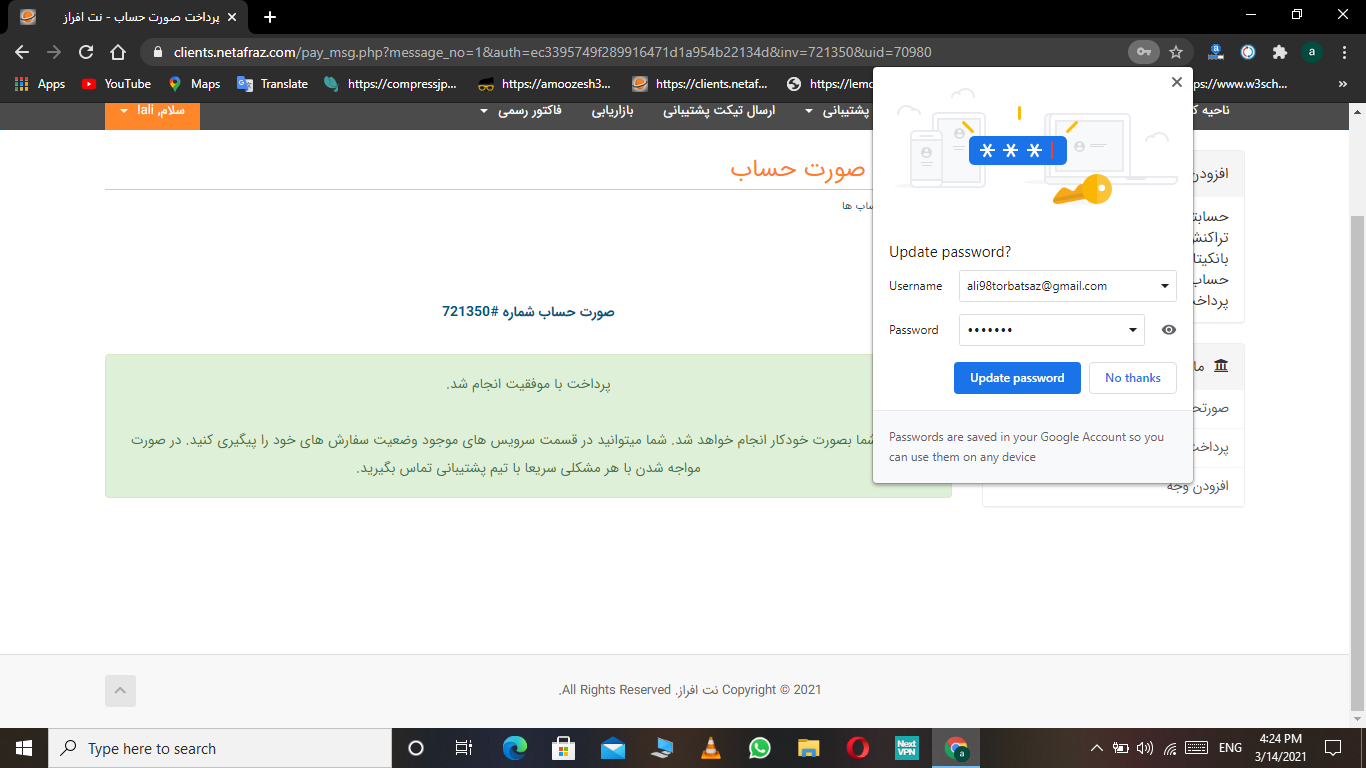 پرداخت صورت حساب - نت افراز
clients.netafraz.com/pay_msg.php?message_no=1&auth=ec3395749f289916471d1a954b22134d&inv=721350&uid=70980
a
Apps
YouTube
Maps
Translate
https://compressjp...
https://amoozesh3...
https://clients.netaf...
https://lemo
ps://www.w3sch...
»
ناحیه
پشتیبانی
ارسال تیکت پشتیبانی
بازاریابی
فاکتور رسمی
سلام, ali!
صورت حساب
ساب ها
صورت حساب شماره #721350
پرداخت با موفقیت انجام شد.
شما بصورت خودکار انجام خواهد شد. شما میتوانید در قسمت سرویس های موجود وضعیت سفارش های خود را پیگیری کنید. در صورت
مواجه شدن با هر مشکلی سریعا با تیم پشتیبانی تماس بگیرید.
افزودن
حسابت
تراکنش
بانکیتا
حساب
پرداخت
ما
صورتح
پرداخت
افزودن وجه
* * *
Update password?
Username
ali98torbatsaz@gmail.com
Password
•••••••
Update password
No thanks
Passwords are saved in your Google Account so you
can use them on any device
Copyright © 2021 نت افراز. All Rights Reserved.
Type here to search
Next
VPN
a
ENG
4:24 PM
3/14/2021